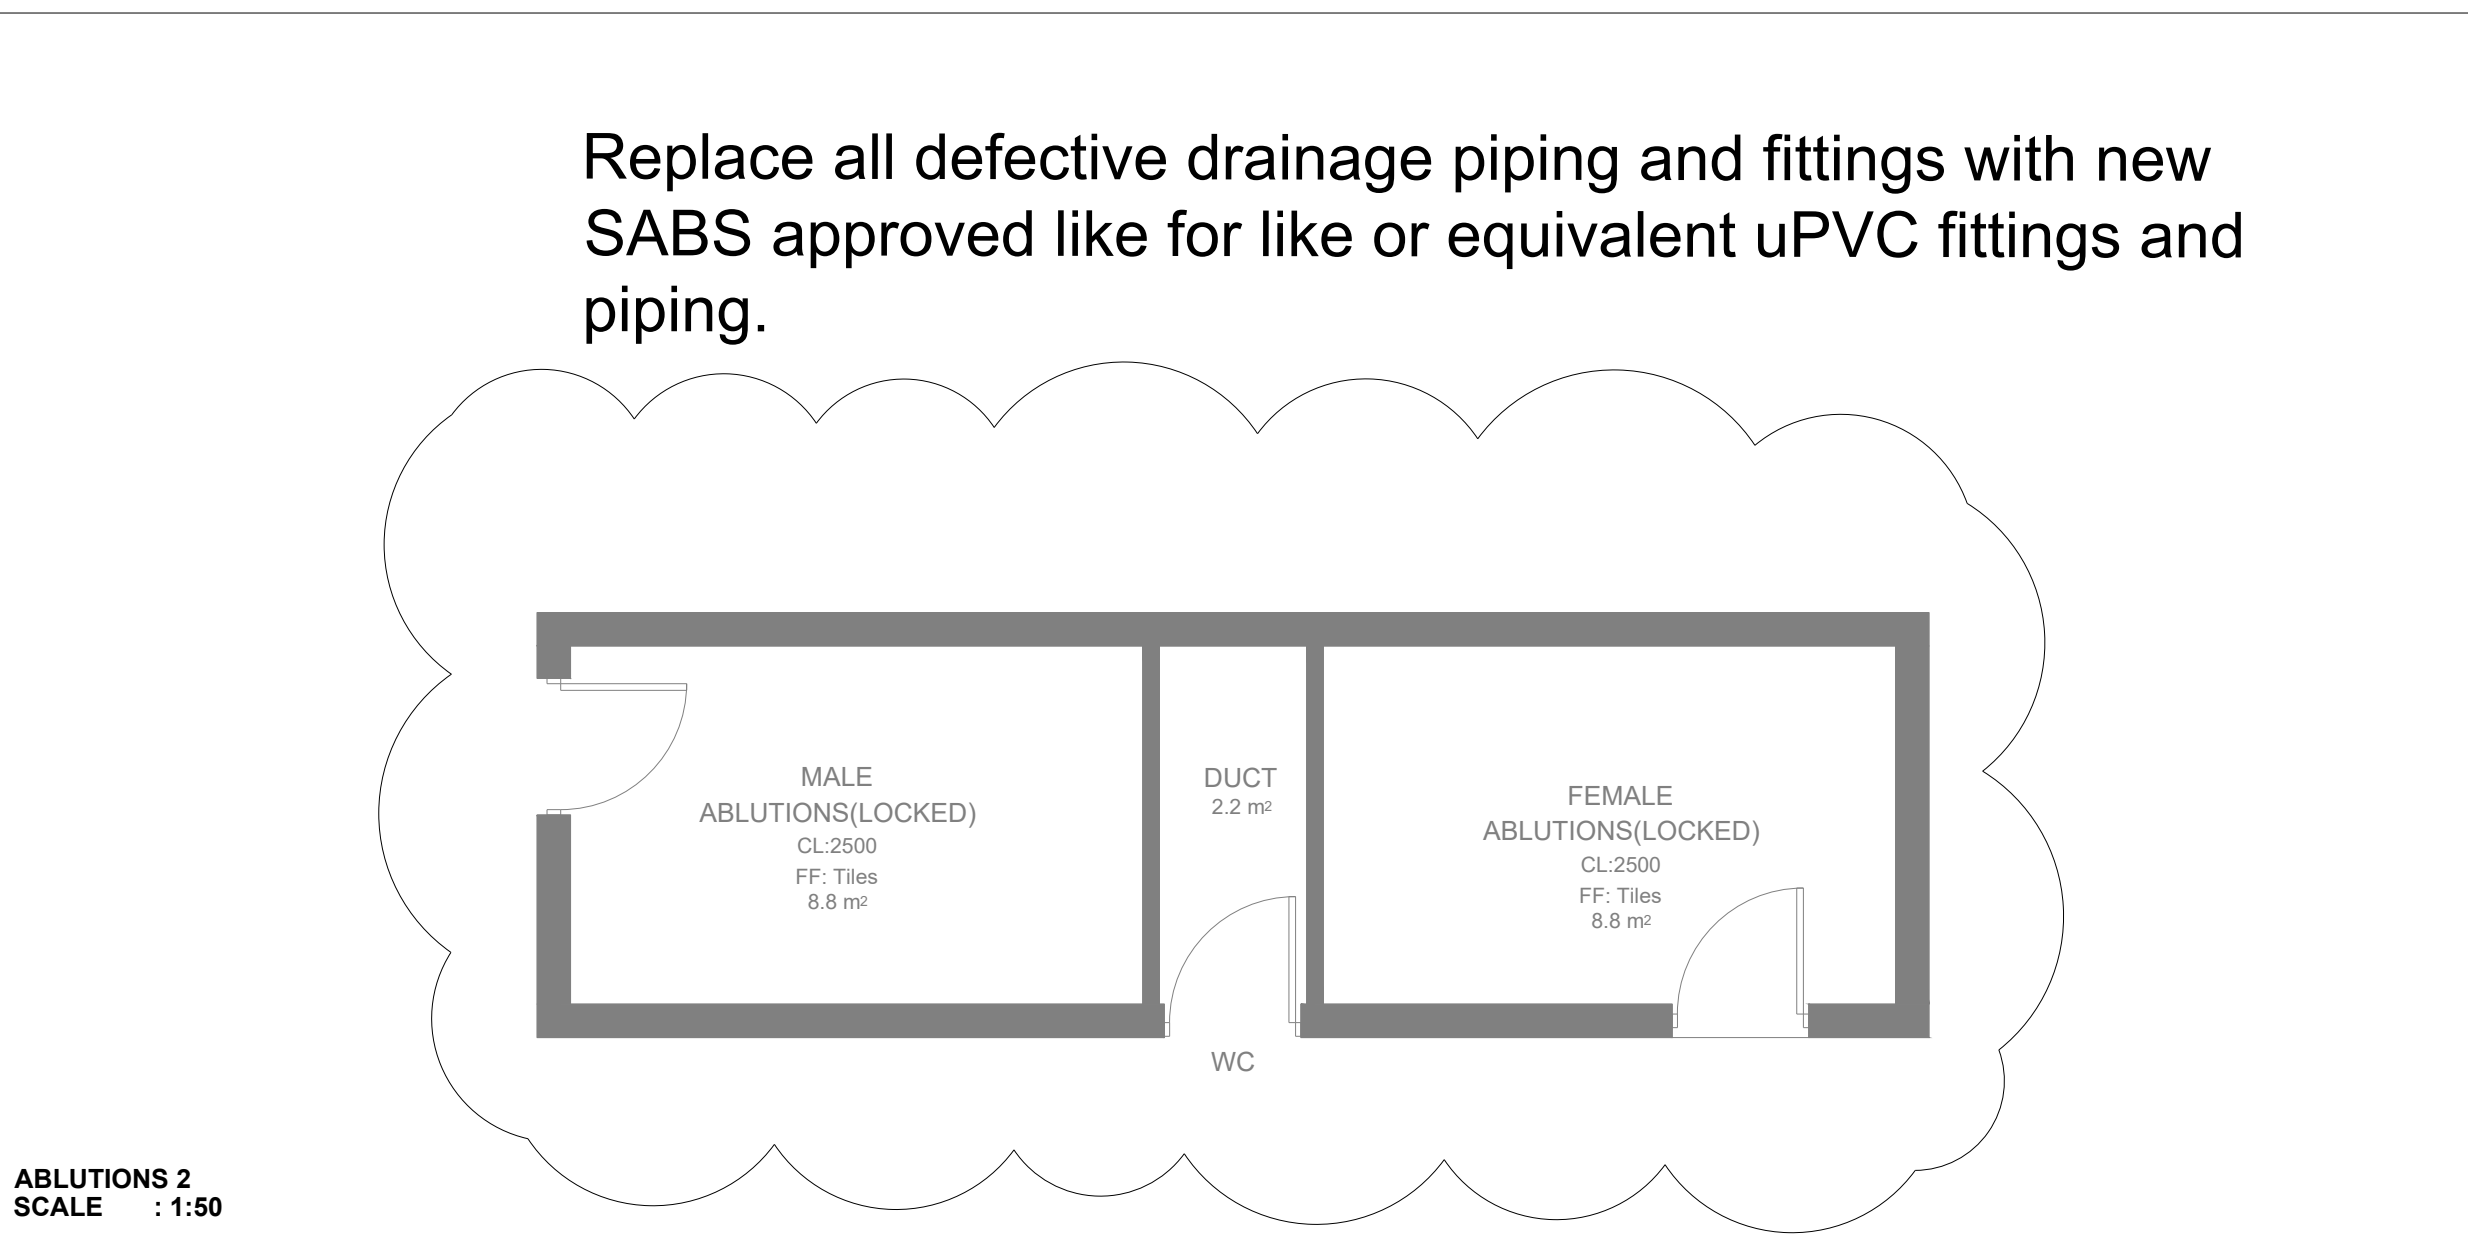 Replace all defective drainage piping and fittings with new
SABS approved like for like or equivalent uPVC fittings and
piping.
MALE
ABLUTIONS(LOCKED)
CL:2500
FF: Tiles
8.8 m²
DUCT
2.2 m²
FEMALE
ABLUTIONS(LOCKED)
CL:2500
FF: Tiles
8.8 m²
WC
ABLUTIONS 2
SCALE : 1:50